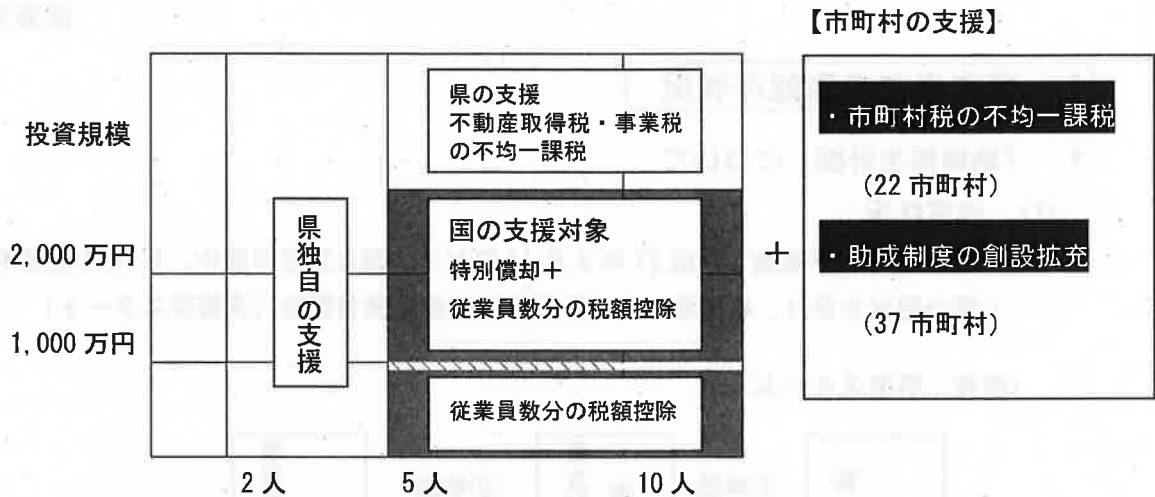 【市町村の支援】
投資規模
2,000 万円
1,000 万円
県独自の支援
県の支援
不動産取得税・事業税
の不均一課税
国の支援対象
特別償却＋
従業員数分の税額控除
従業員数分の税額控除
2 人
5 人
10 人
＋
・市町村税の不均一課税
(22 市町村)
・助成制度の創設拡充
(37 市町村)